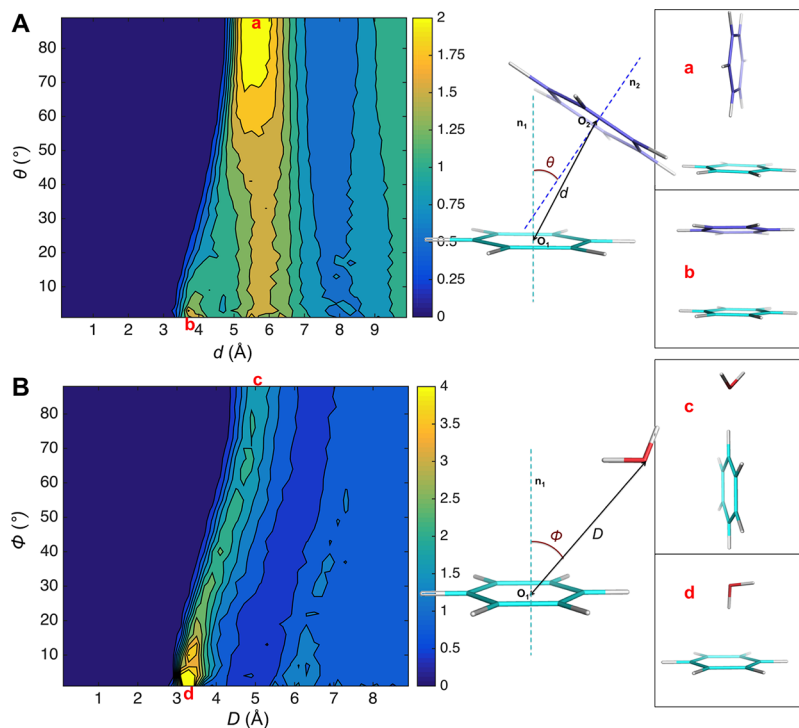 A
a
80
70
60
50
40
30
20
10
θ (°)
1 2 3 4 5 6 7 8 9
b
d (Å)
2
1.75
1.5
1.25
1
0.75
0.5
0.25
0
n1
n2
O2
θ
d
O1
a
b
B
c
80
70
60
50
40
30
20
10
Φ (°)
1 2 3 4 5 6 7 8
d
D (Å)
4
3.5
3
2.5
2
1.5
1
0.5
0
n1
Φ
D
O1
c
d